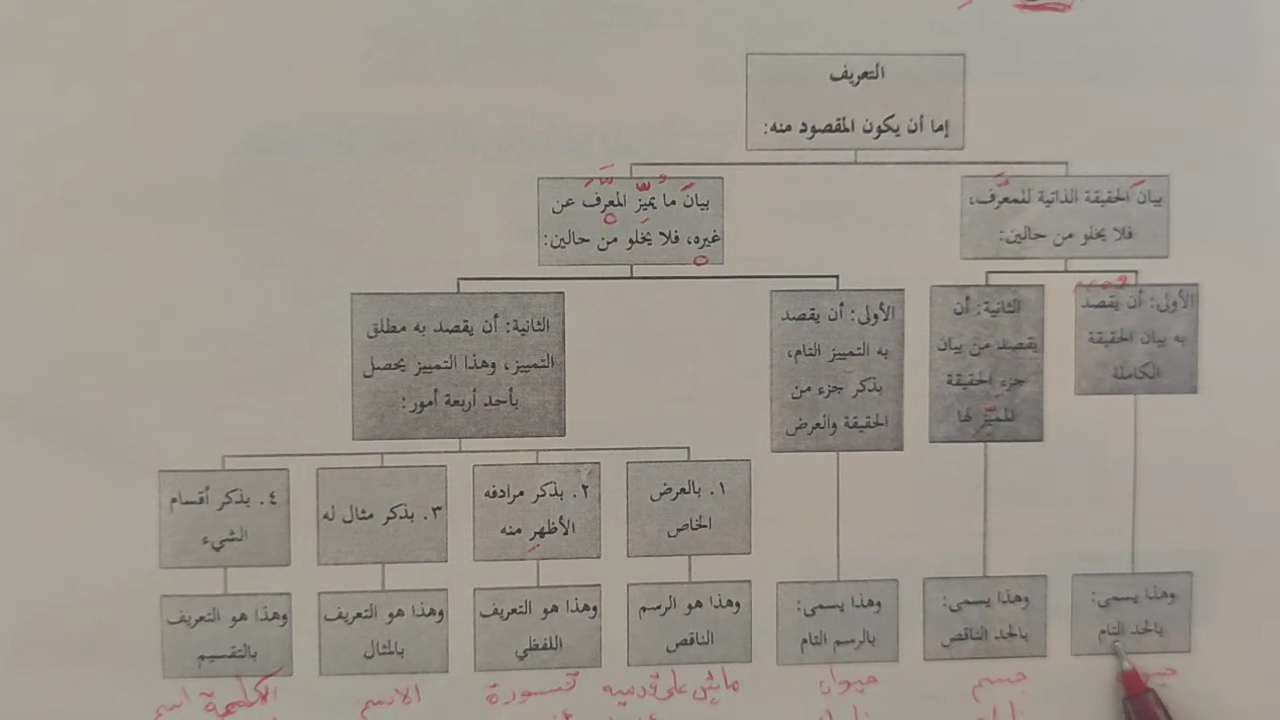 التعريف
إما أن يكون المقصود منه:
بيانَ الحقيقة الذاتية للمعرَّف،
فلا يخلو من حالين:
بيانَ ما يُميِّز المعرَّف عن
غيره، فلا يخلو من حالين:
الأولى: أن يقصد
به بيان الحقيقة
الكاملة
الثانية: أن
يقصد من بيان
جزء الحقيقة
المميِّز لها
الأولى: أن يقصد
به التمييز التام،
بذكر جزء من
الحقيقة والعرض
الثانية: أن يقصد به مطلق
التمييز، وهذا التمييز يحصل
بأحد أربعة أمور:
١. بالعرض
الخاص
٢. بذكر مرادفه
الأظهر منه
٣. بذكر مثال له
٤. بذكر أقسام
الشيء
وهذا يسمى:
بالحد التام
وهذا يسمى:
بالحد الناقص
وهذا يسمى:
بالرسم التام
وهذا هو الرسم
الناقص
وهذا هو التعريف
اللفظي
وهذا هو التعريف
بالمثال
وهذا هو التعريف
بالتقسيم
جسم
حيوان
ماشٍ على قدميه
قسورة
الاسم
الكلمة اسم